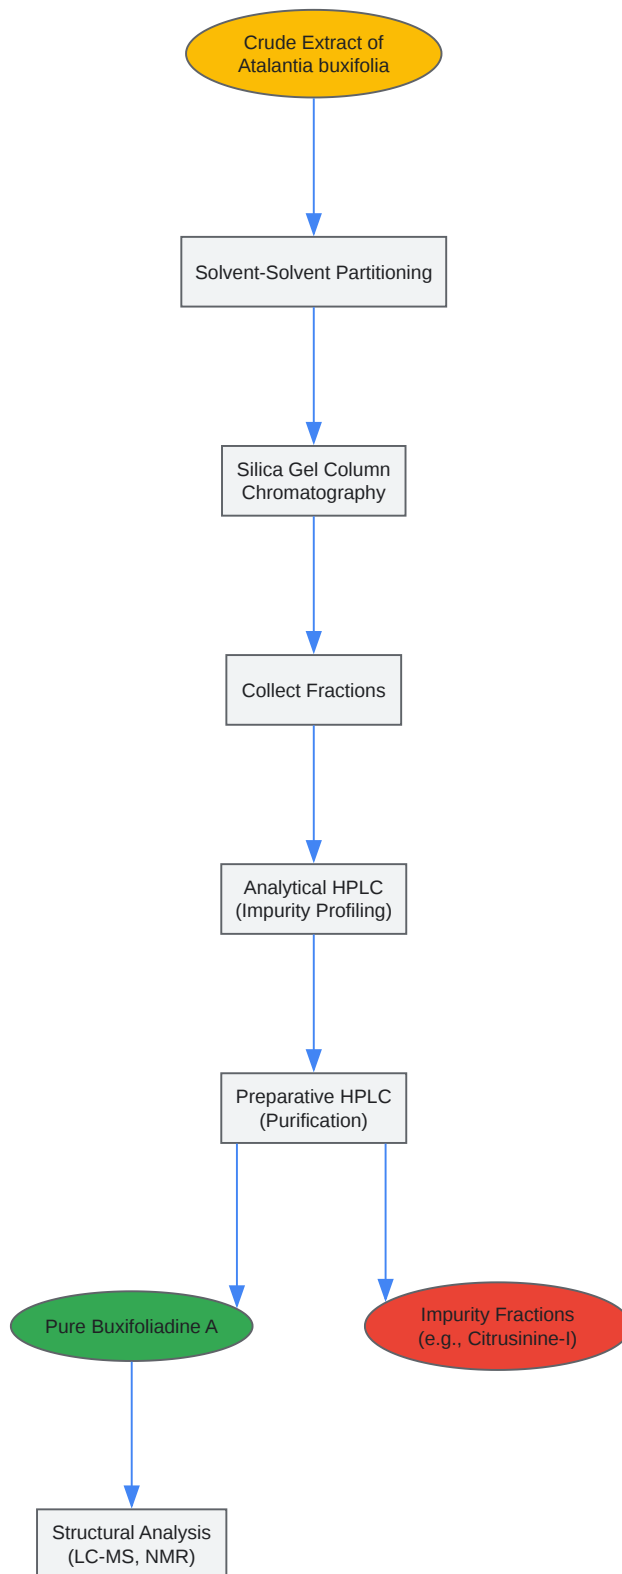 Crude Extract of
Atalantia buxifolia
Solvent-Solvent Partitioning
Silica Gel Column
Chromatography
Collect Fractions
Analytical HPLC
(Impurity Profiling)
Preparative HPLC
(Purification)
Pure Buxifoliadine A
Impurity Fractions
(e.g., Citrusinine-I)
Structural Analysis
(LC-MS, NMR)